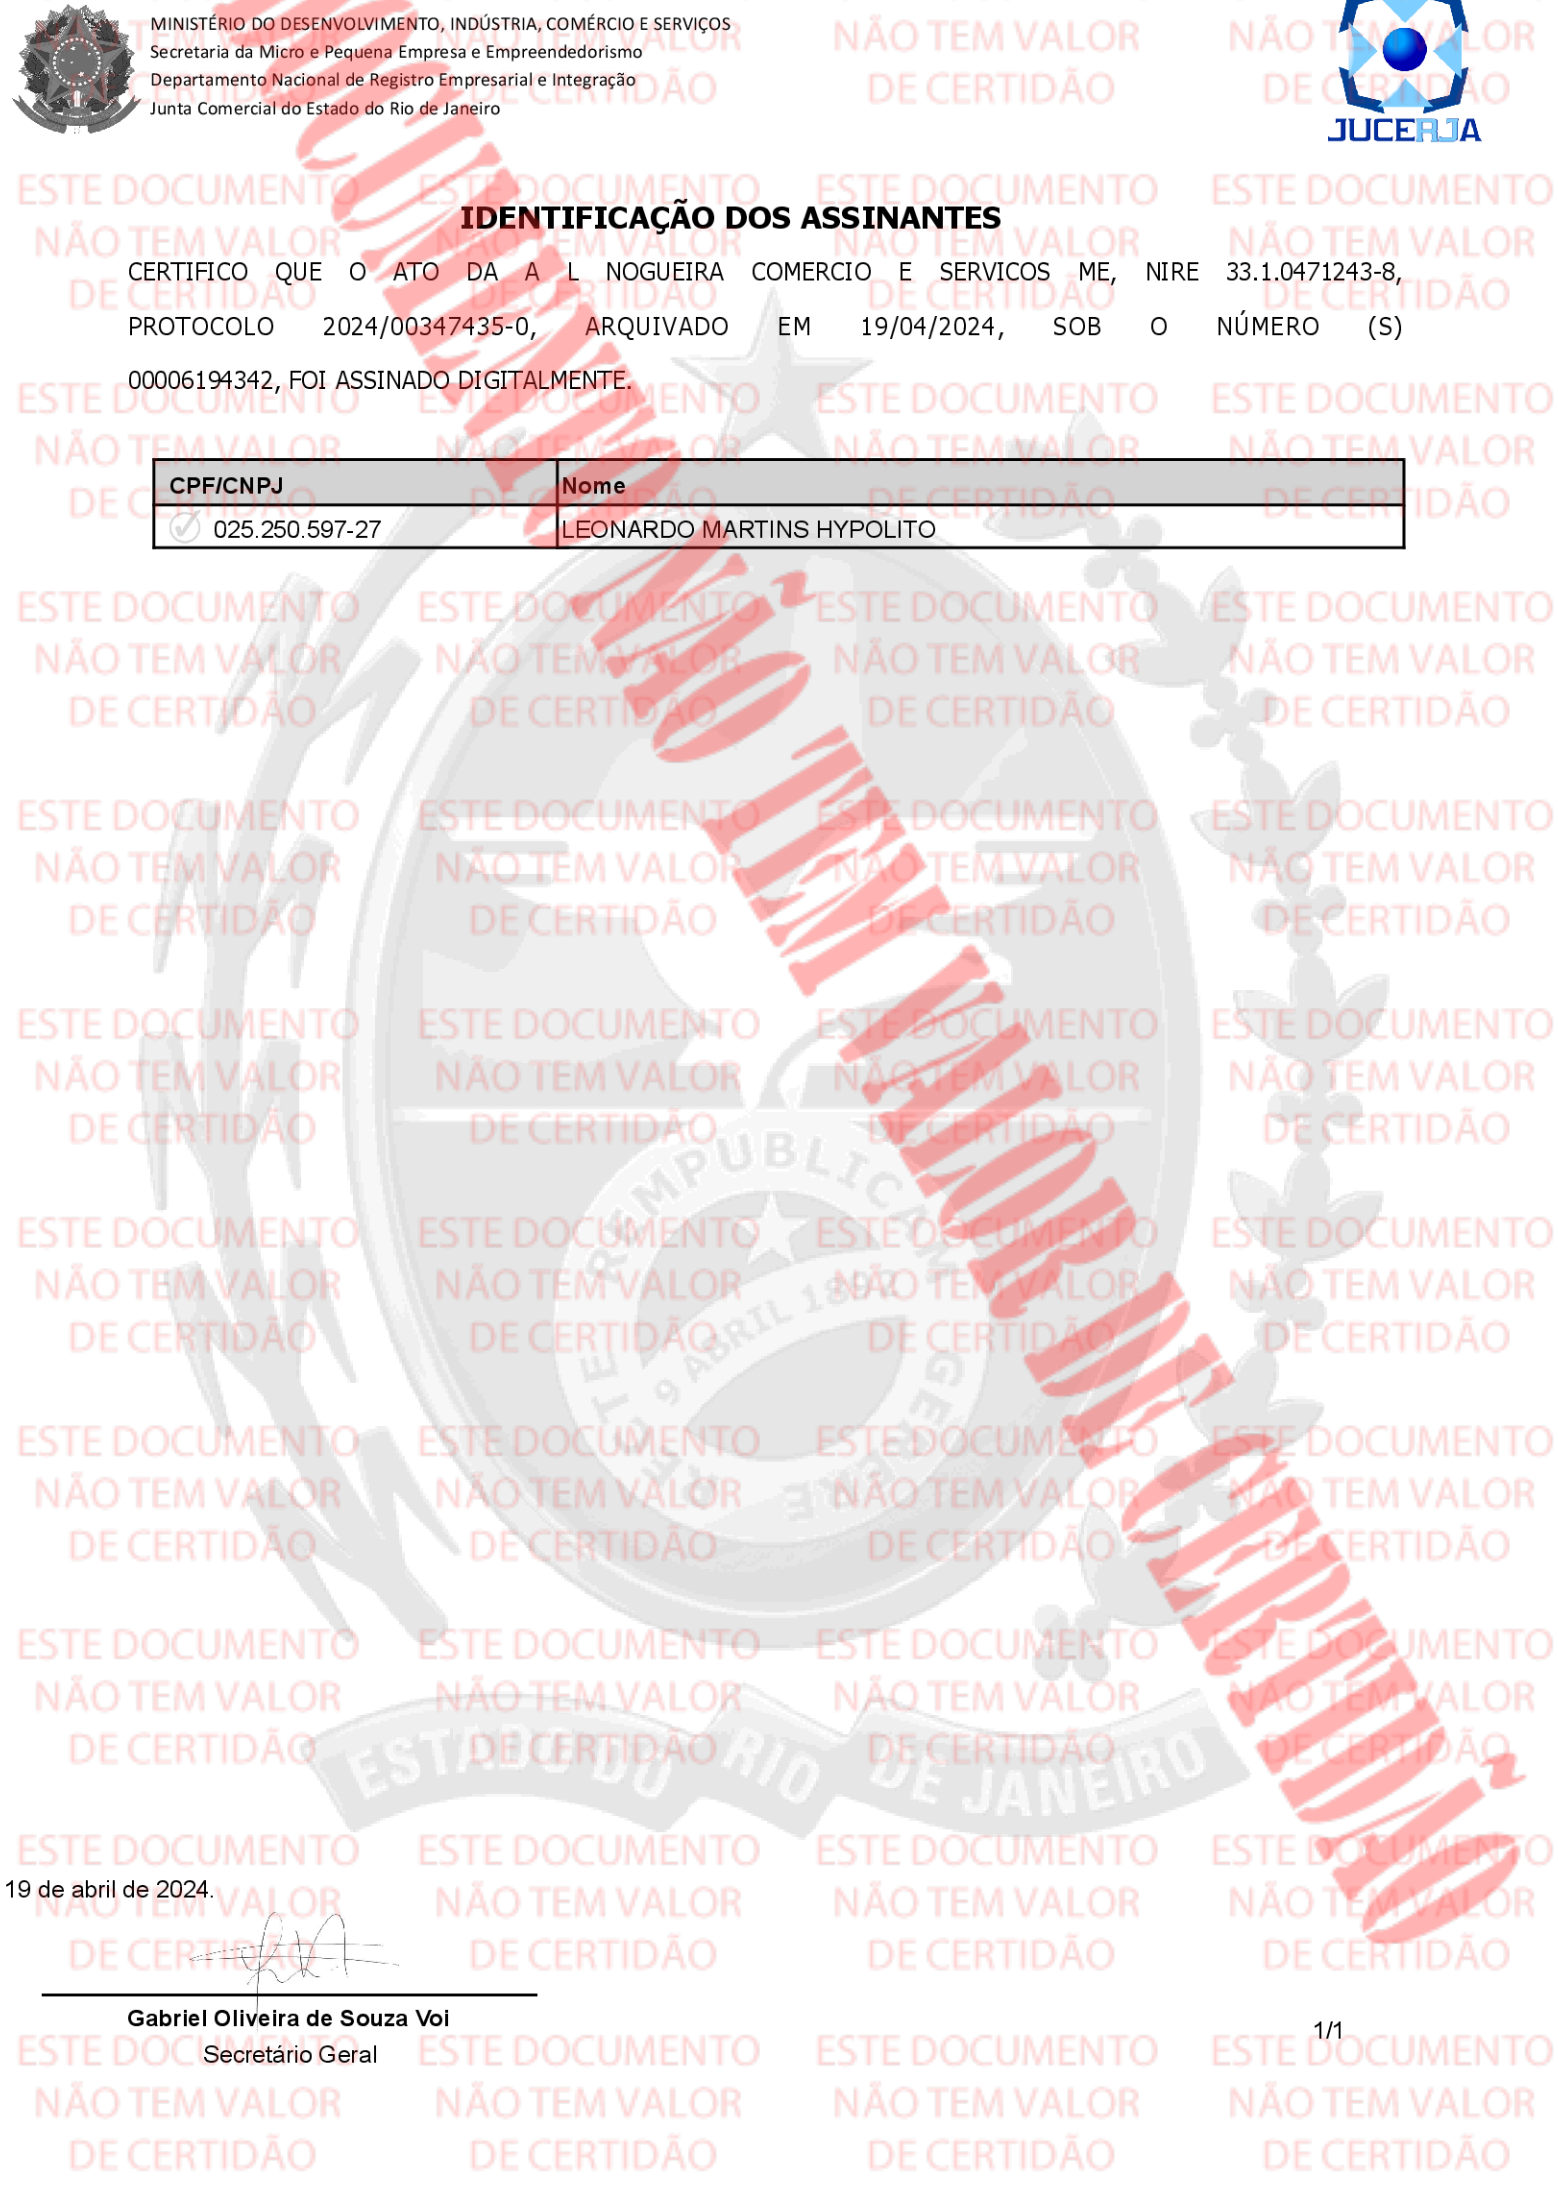 MINISTÉRIO DO DESENVOLVIMENTO, INDÚSTRIA, COMÉRCIO E SERVIÇOS
Secretaria da Micro e Pequena Empresa e Empreendedorismo
Departamento Nacional de Registro Empresarial e Integração
Junta Comercial do Estado do Rio de Janeiro
JUCERJA
IDENTIFICAÇÃO DOS ASSINANTES
CERTIFICO QUE O ATO DA A L NOGUEIRA COMERCIO E SERVICOS ME, NIRE 33.1.0471243-8,
PROTOCOLO 2024/00347435-0, ARQUIVADO EM 19/04/2024, SOB O NÚMERO (S)
00006194342, FOI ASSINADO DIGITALMENTE.
CPF/CNPJ Nome
025.250.597-27 LEONARDO MARTINS HYPOLITO
DOCUMENTO NÃO TEM VALOR DE CERTIDÃO
ESTE DOCUMENTO
NÃO TEM VALOR
DE CERTIDÃO
9 ABRIL 1892
ESTADO DO RIO DE JANEIRO
19 de abril de 2024.
Gabriel Oliveira de Souza Voi
Secretário Geral
1/1